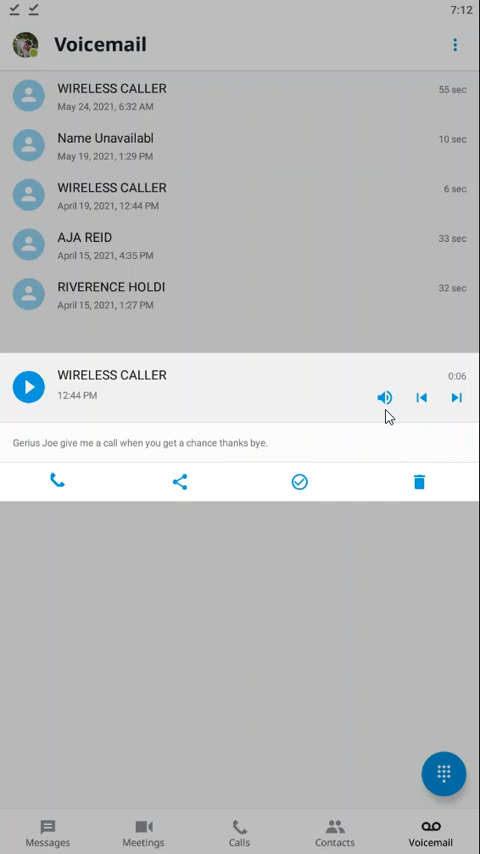 7:12
Voicemail
WIRELESS CALLER
55 sec
May 24, 2021, 6:32 AM
Name Unavailabl
10 sec
May 19, 2021, 1:29 PM
WIRELESS CALLER
6 sec
April 19, 2021, 12:44 PM
AJA REID
33 sec
April 15, 2021, 4:35 PM
RIVERENCE HOLDI
32 sec
April 15, 2021, 1:27 PM
WIRELESS CALLER
0:06
12:44 PM
Gerius Joe give me a call when you get a chance thanks bye.
Messages
Meetings
Calls
Contacts
Voicemail